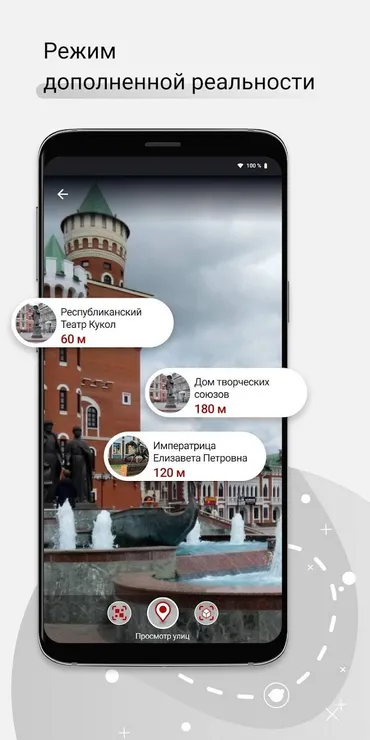 Режим
дополненной реальности
100 %
Республиканский
Театр Кукол
60 м
Дом творческих
союзов
180 м
Императрица
Елизавета Петровна
120 м
Просмотр улиц